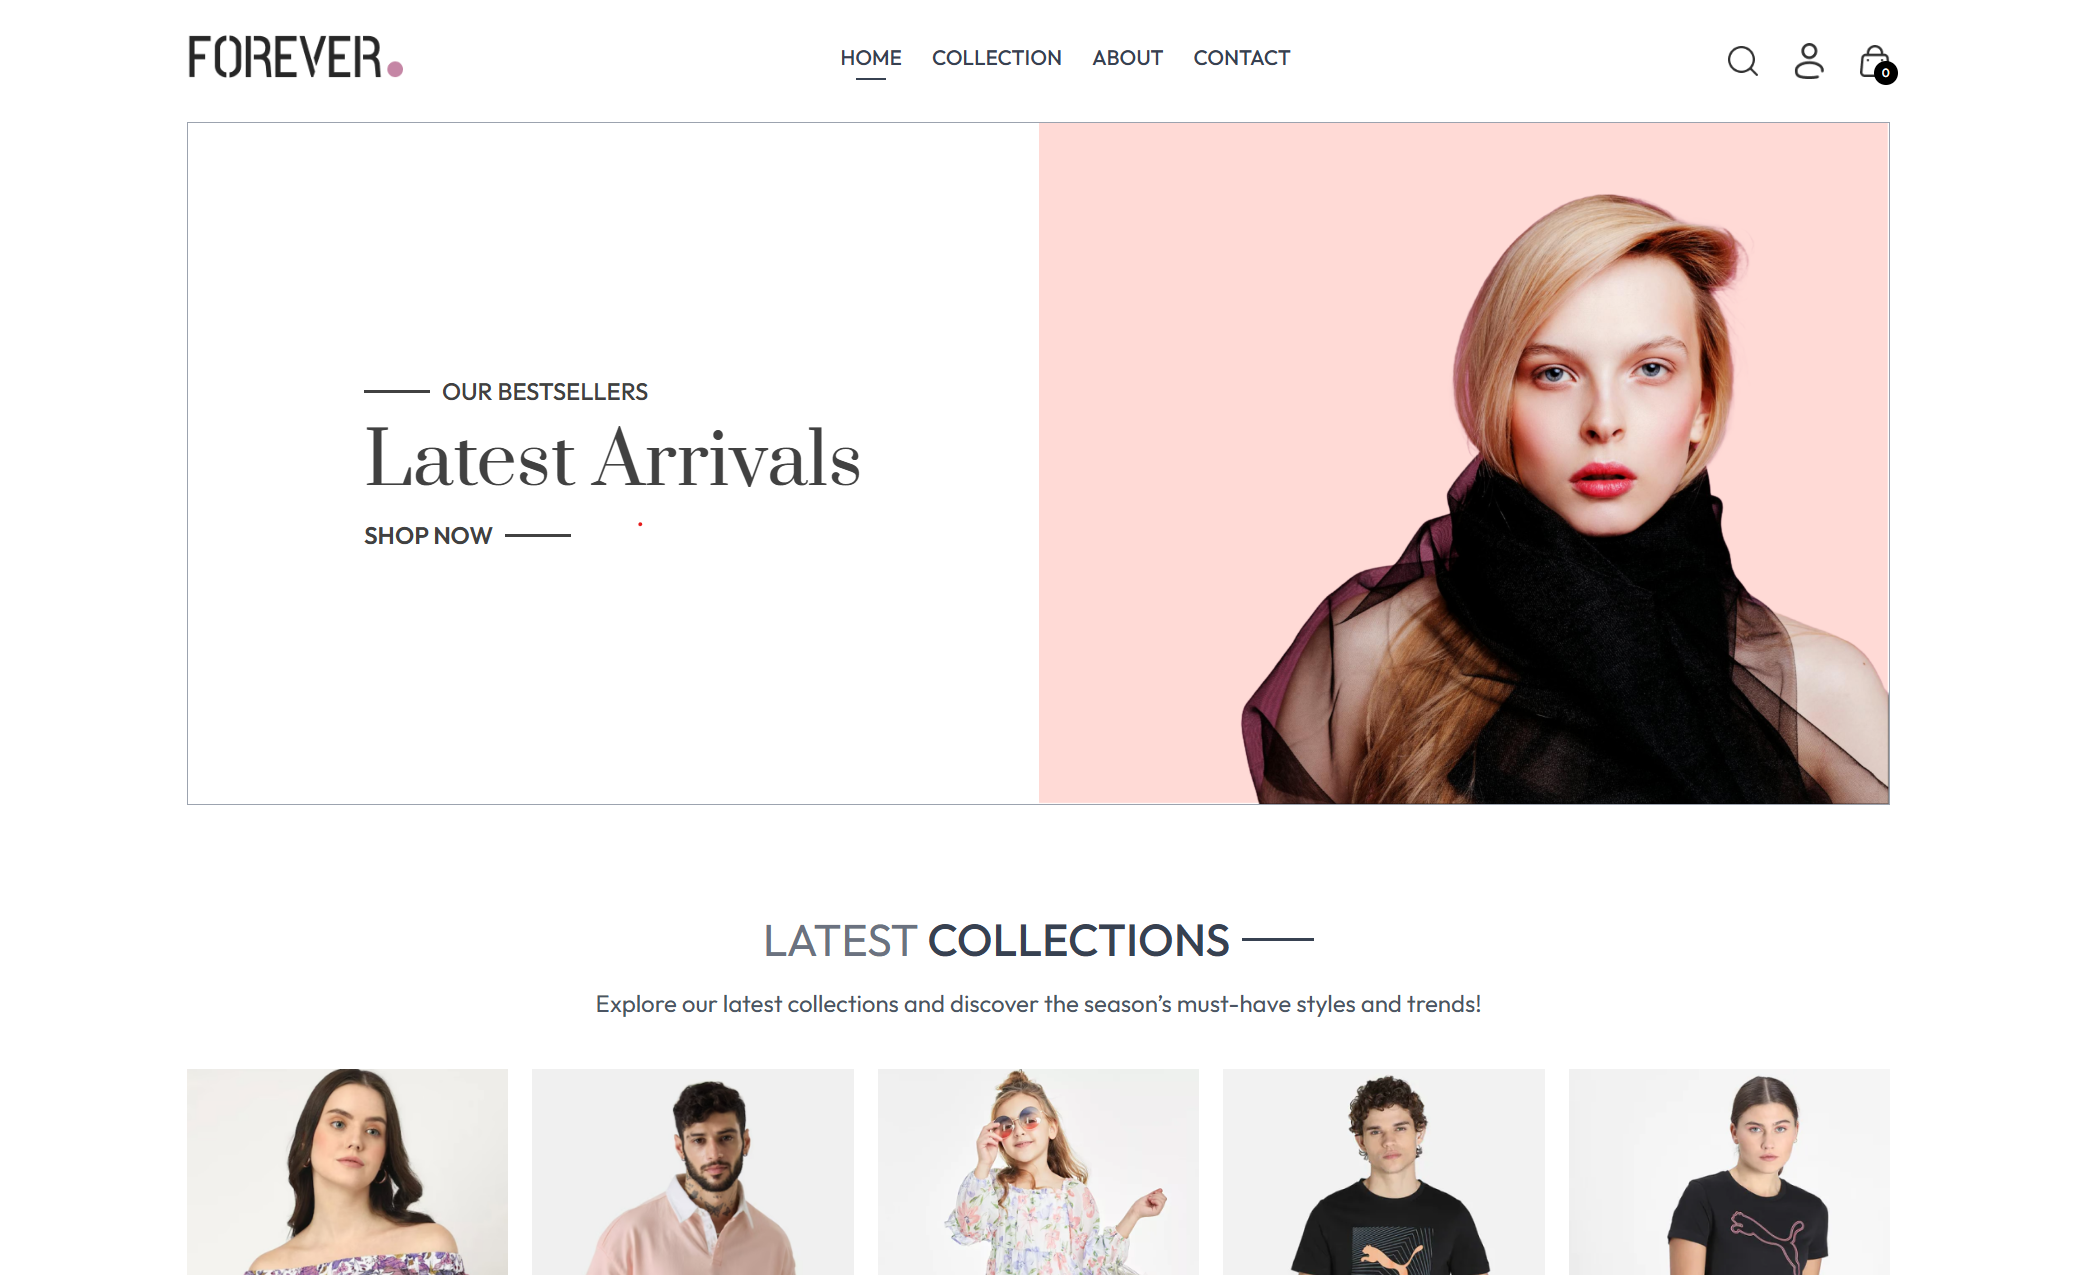 FOREVER.
HOME COLLECTION ABOUT CONTACT
0
OUR BESTSELLERS
Latest Arrivals
SHOP NOW
LATEST COLLECTIONS
Explore our latest collections and discover the season’s must-have styles and trends!